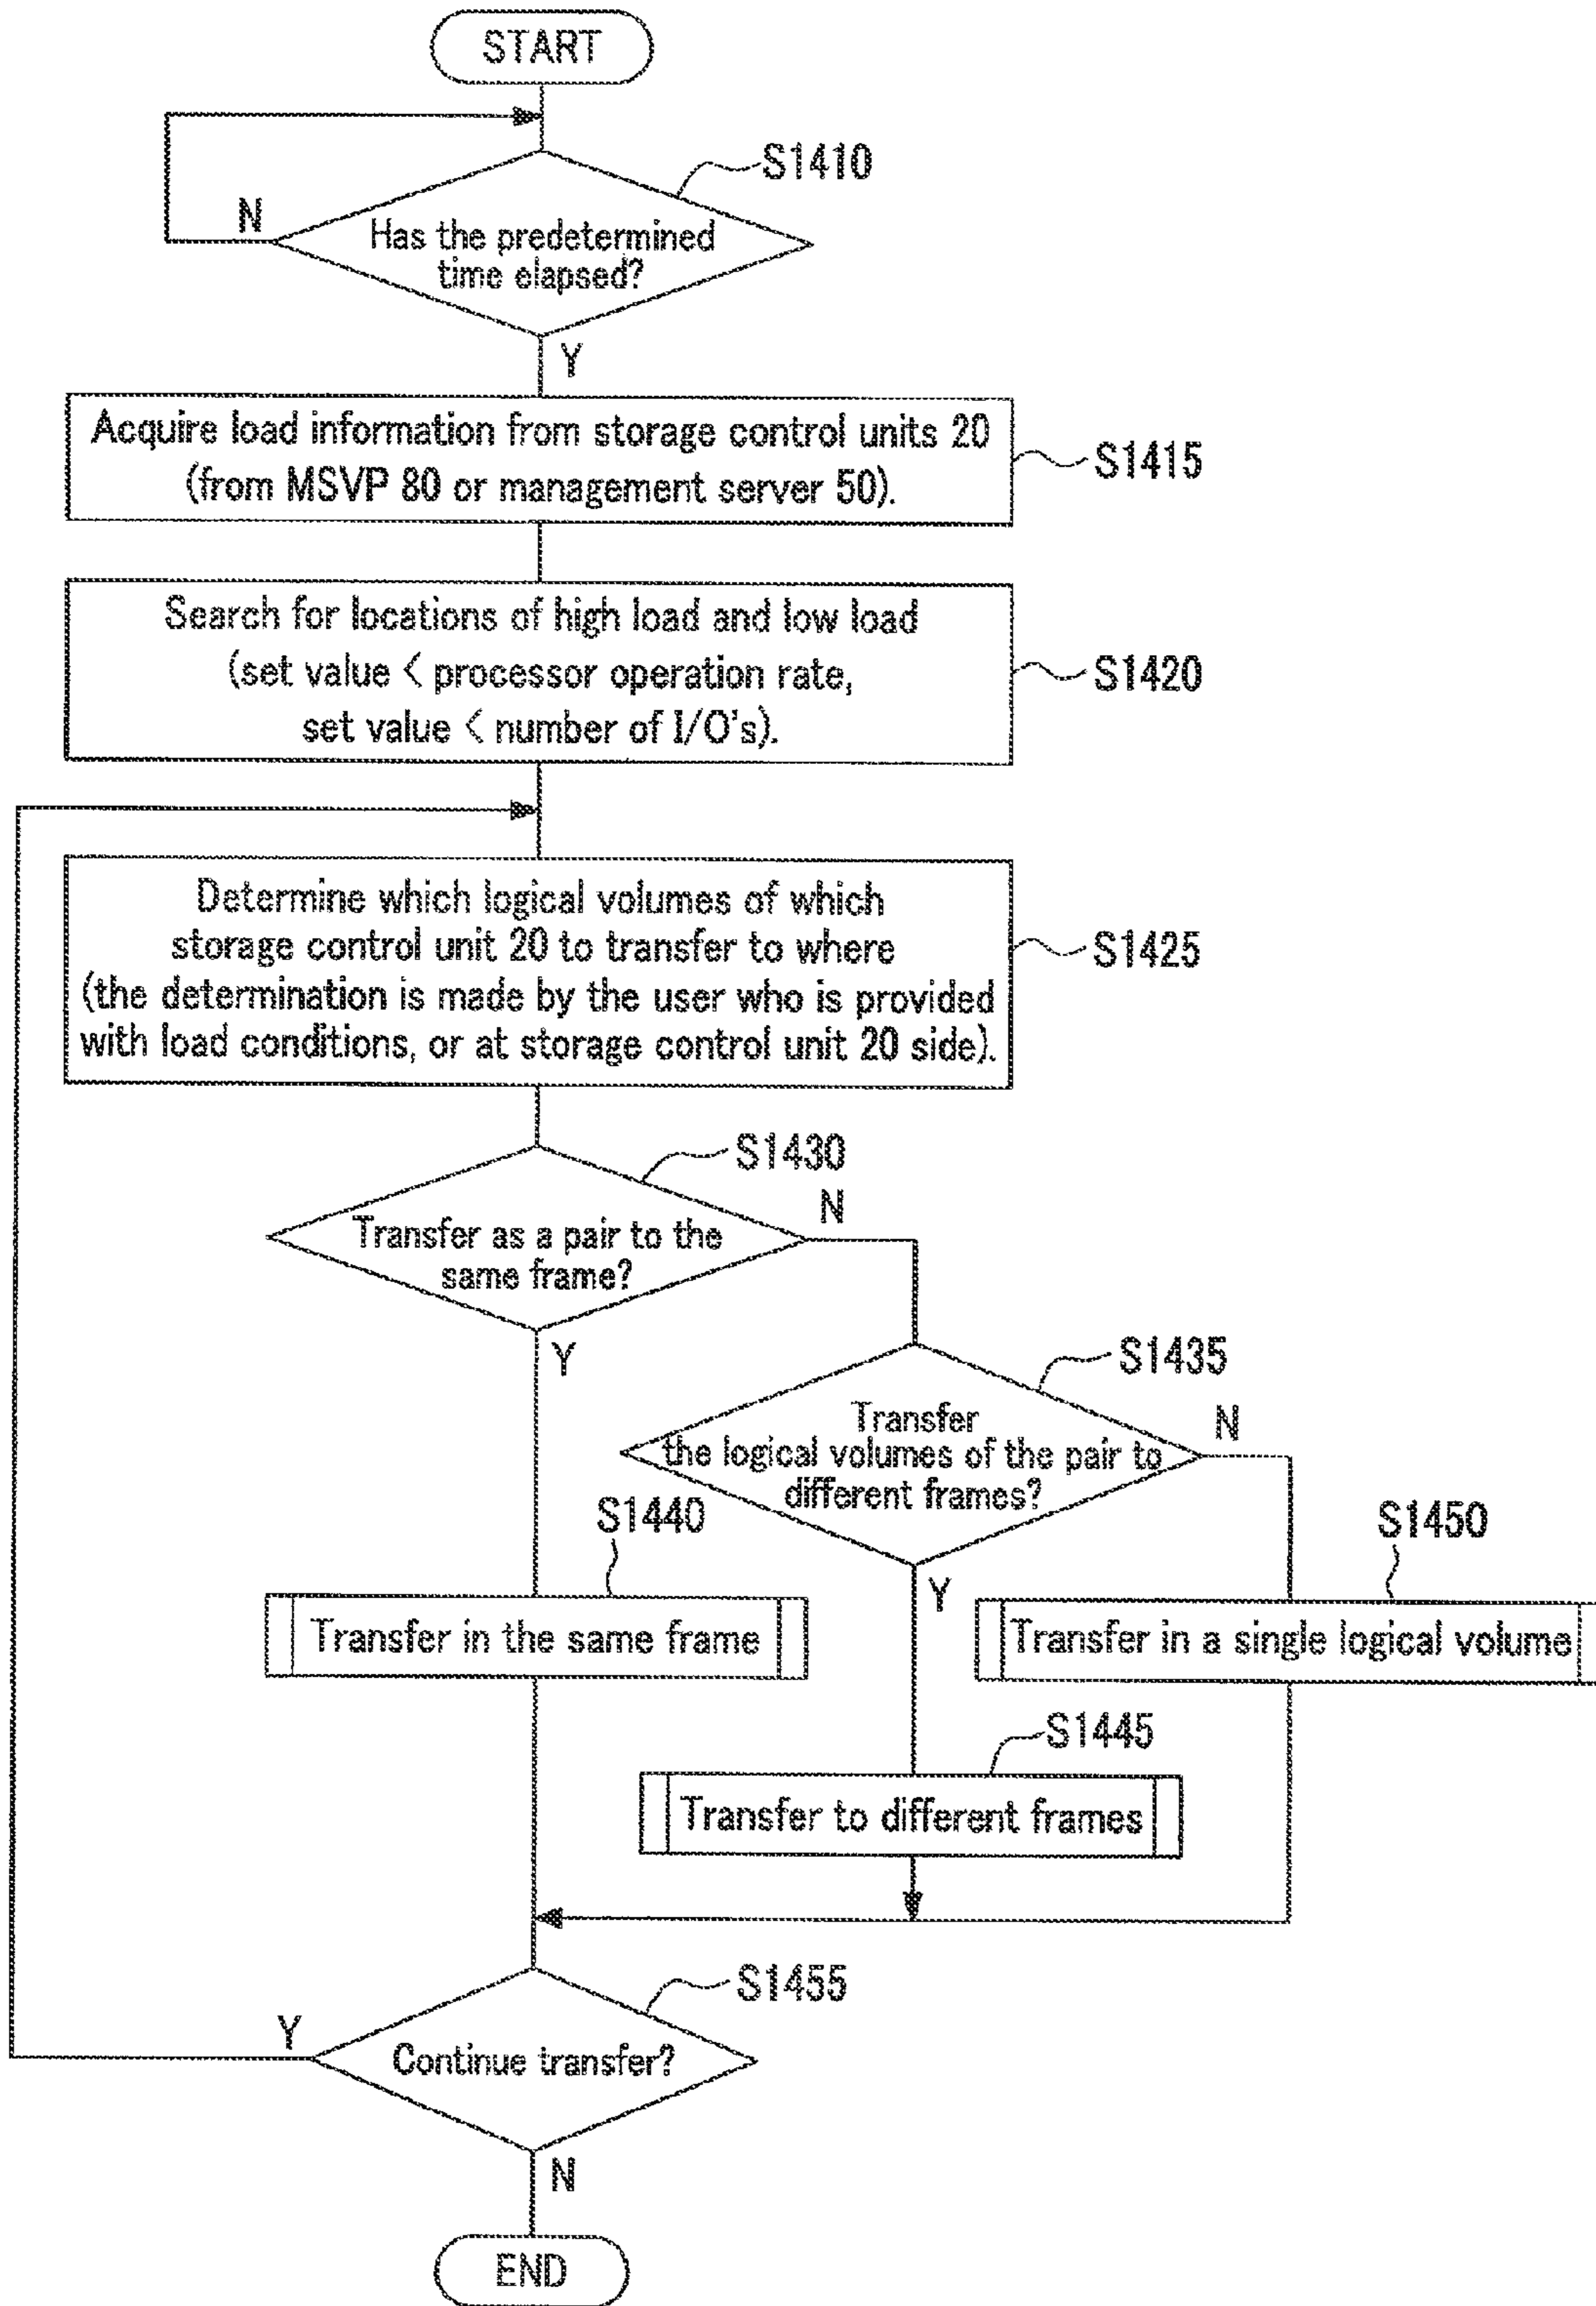 START
S1410
N
Has the predetermined
time elapsed?
Y
Acquire load information from storage control units 20
(from MSVP 80 or management server 50).
S1415
Search for locations of high load and low load
(set value < processor operation rate,
set value < number of I/O's).
S1420
Determine which logical volumes of which
storage control unit 20 to transfer to where
(the determination is made by the user who is provided
with load conditions, or at storage control unit 20 side).
S1425
S1430
N
Transfer as a pair to the
same frame?
Y
S1435
N
Transfer
the logical volumes of the pair to
different frames?
Y
S1440
S1450
Transfer in the same frame
Transfer in a single logical volume
S1445
Transfer to different frames
S1455
Y
Continue transfer?
N
END